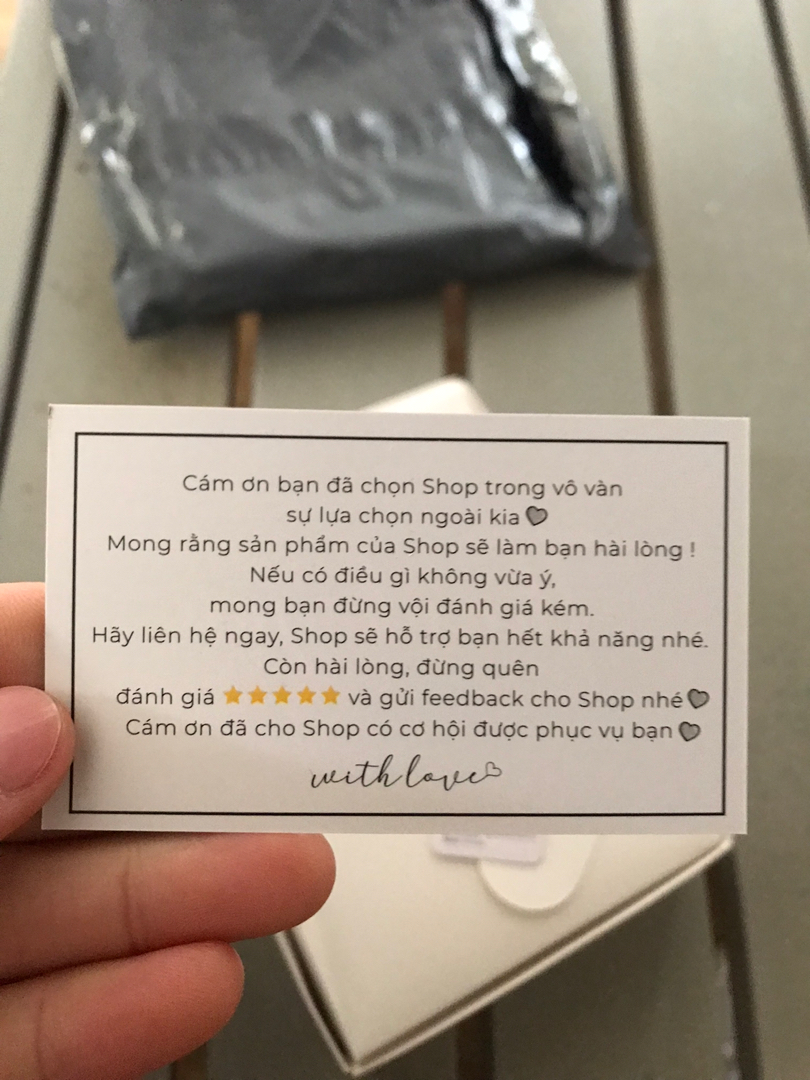 Cám ơn bạn đã chọn Shop trong vô vàn
sự lựa chọn ngoài kia🖤
Mong rằng sản phẩm của Shop sẽ làm bạn hài lòng !
Nếu có điều gì không vừa ý,
mong bạn đừng vội đánh giá kém.
Hãy liên hệ ngay, Shop sẽ hỗ trợ bạn hết khả năng nhé.
Còn hài lòng, đừng quên
đánh giá ⭐⭐⭐⭐⭐ và gửi feedback cho Shop nhé🖤
Cám ơn đã cho Shop có cơ hội được phục vụ bạn🖤
with love♡